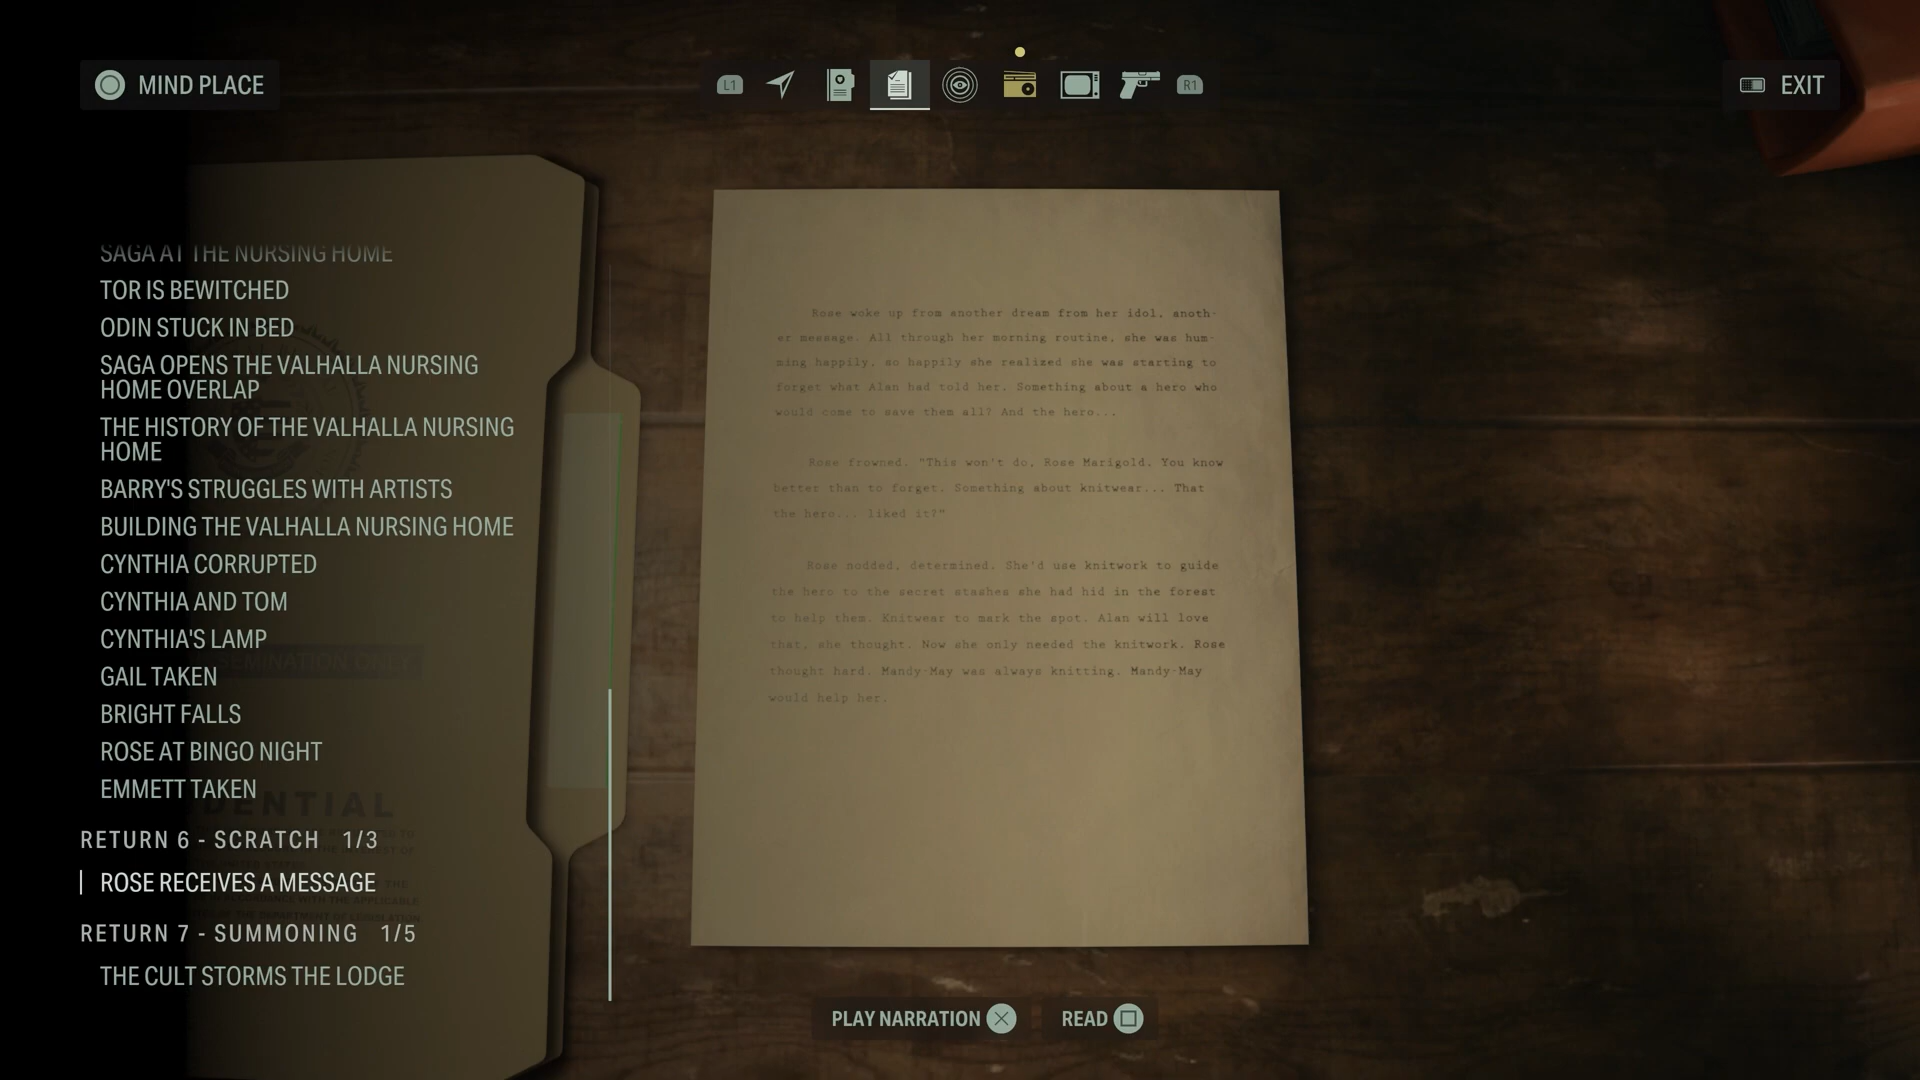 MIND PLACE
L1
R1
EXIT
SAGA AT THE NURSING HOME
TOR IS BEWITCHED
ODIN STUCK IN BED
SAGA OPENS THE VALHALLA NURSING
HOME OVERLAP
THE HISTORY OF THE VALHALLA NURSING
HOME
BARRY'S STRUGGLES WITH ARTISTS
BUILDING THE VALHALLA NURSING HOME
CYNTHIA CORRUPTED
CYNTHIA AND TOM
CYNTHIA'S LAMP
SEMINATION ONLY
GAIL TAKEN
BRIGHT FALLS
ROSE AT BINGO NIGHT
EMMETT TAKEN
DENTIAL
RETURN 6 - SCRATCH 1/3
ROSE RECEIVES A MESSAGE
RETURN 7 - SUMMONING 1/5
THE CULT STORMS THE LODGE
Rose woke up from another dream from her idol, anoth-
er message. All through her morning routine, she was hum-
ming happily, so happily she realized she was starting to
forget what Alan had told her. Something about a hero who
would come to save them all? And the hero...
Rose frowned. "This won't do, Rose Marigold. You know
better than to forget. Something about knitwear... That
the hero... liked it?"
Rose nodded, determined. She'd use knitwork to guide
the hero to the secret stashes she had hid in the forest
to help them. Knitwear to mark the spot. Alan will love
that, she thought. Now she only needed the knitwork. Rose
thought hard. Mandy-May was always knitting. Mandy-May
would help her.
PLAY NARRATION
READ